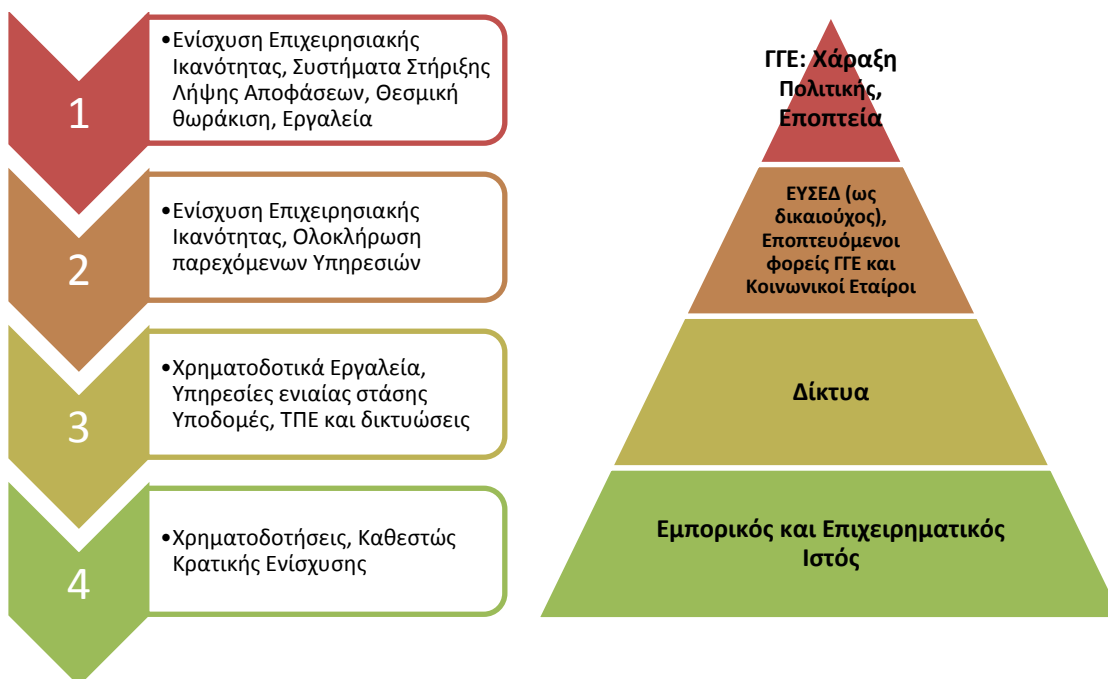 1
•Ενίσχυση Επιχειρησιακής
Ικανότητας, Συστήματα Στήριξης
Λήψης Αποφάσεων, Θεσμική
θωράκιση, Εργαλεία
2
•Ενίσχυση Επιχειρησιακής
Ικανότητας, Ολοκλήρωση
παρεχόμενων Υπηρεσιών
3
•Χρηματοδοτικά Εργαλεία,
Υπηρεσίες ενιαίας στάσης
Υποδομές, ΤΠΕ και δικτυώσεις
4
•Χρηματοδοτήσεις, Καθεστώς
Κρατικής Ενίσχυσης
ΓΓΕ: Χάραξη
Πολιτικής,
Εποπτεία
ΕΥΣΕΔ (ως
δικαιούχος),
Εποπτευόμενοι
φορείς ΓΓΕ και
Κοινωνικοί Εταίροι
Δίκτυα
Εμπορικός και Επιχειρηματικός
Ιστός